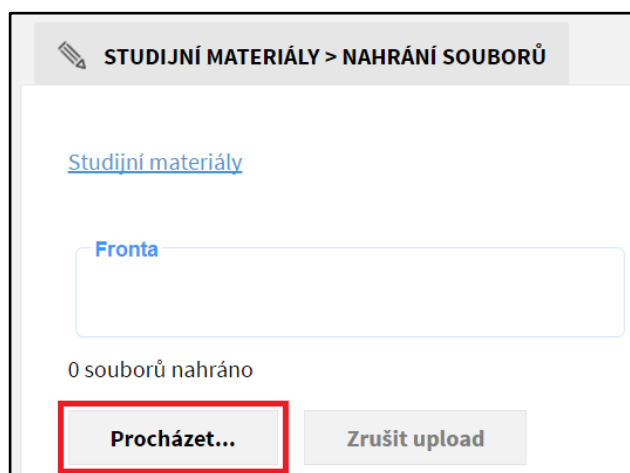 STUDIJNÍ MATERIÁLY > NAHRÁNÍ SOUBORŮ
Studijní materiály
Fronta
0 souborů nahráno
Procházet... Zrušit upload